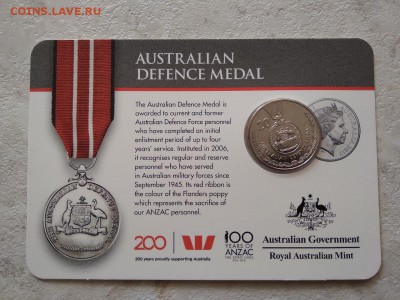 COINS.LAVE.RU
AUSTRALIAN
DEFENCE MEDAL
The Australian Defence Medal is
awarded to current and former
Australian Defence Force personnel
who have completed an initial
enlistment period of up to four
years' service. Instituted in 2006,
it recognises regular and reserve
personnel who have served in
Australian military forces since
September 1945. Its red ribbon is
the colour of the Flanders poppy
which represents the sacrifice of
our ANZAC personnel.
THE AUSTRALIAN DEFENCE MEDAL
200
200 years proudly supporting Australia
100
YEARS OF
ANZAC
Australian Government
Royal Australian Mint